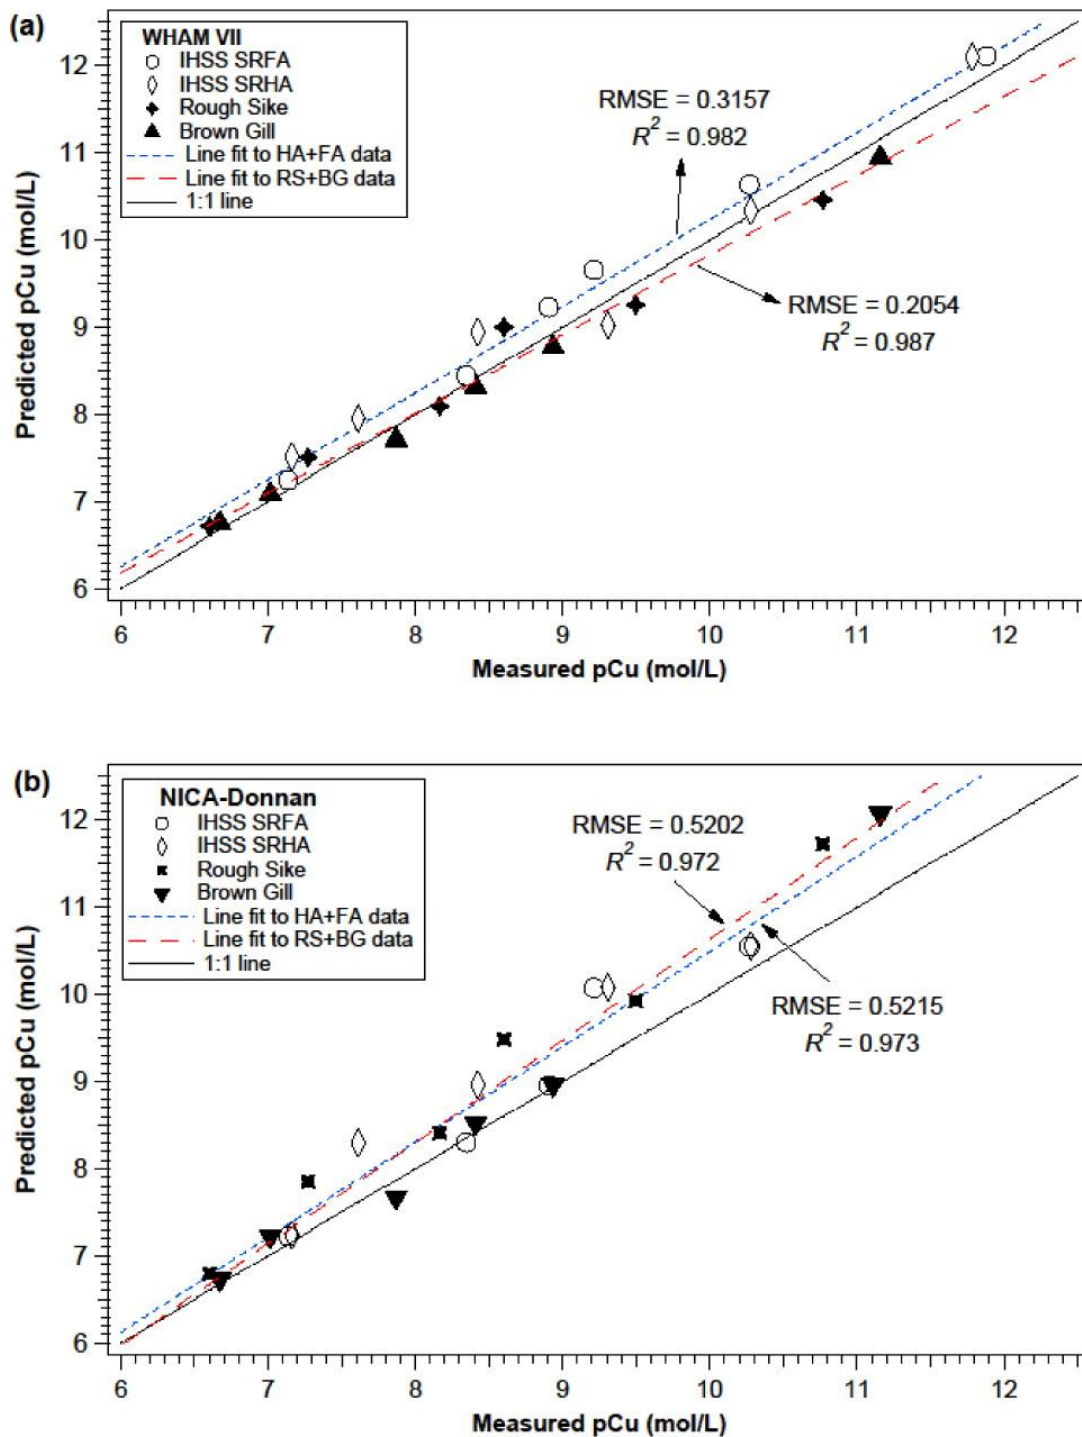 (a)
WHAM VII
IHSS SRFA
IHSS SRHA
Rough Sike
Brown Gill
Line fit to HA+FA data
Line fit to RS+BG data
1:1 line
RMSE = 0.3157
R² = 0.982
RMSE = 0.2054
R² = 0.987
12
11
10
9
8
7
6
Predicted pCu (mol/L)
6 7 8 9 10 11 12
Measured pCu (mol/L)
(b)
NICA-Donnan
IHSS SRFA
IHSS SRHA
Rough Sike
Brown Gill
Line fit to HA+FA data
Line fit to RS+BG data
1:1 line
RMSE = 0.5202
R² = 0.972
RMSE = 0.5215
R² = 0.973
12
11
10
9
8
7
6
Predicted pCu (mol/L)
6 7 8 9 10 11 12
Measured pCu (mol/L)